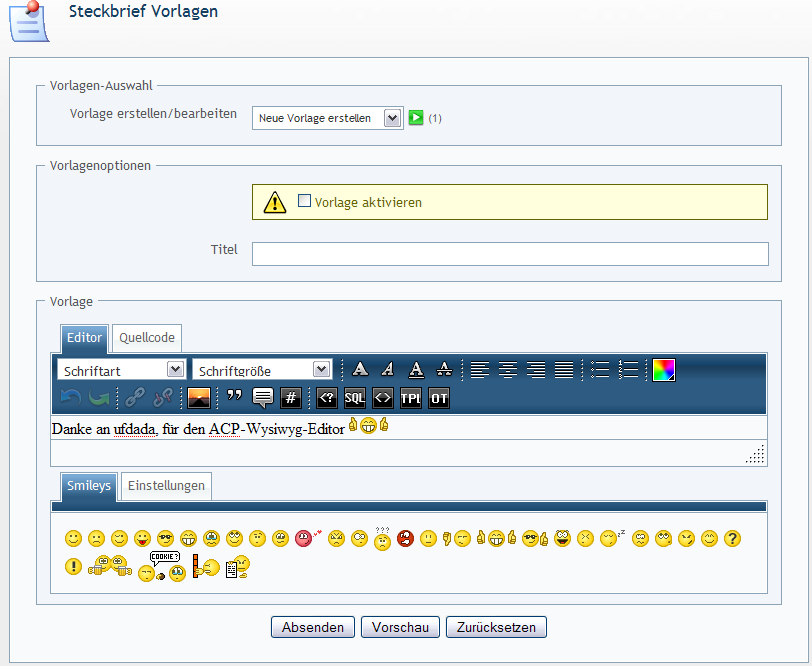 Steckbrief Vorlagen
Vorlagen-Auswahl
Vorlage erstellen/bearbeiten Neue Vorlage erstellen (1)
Vorlagenoptionen
Vorlage aktivieren
Titel
Vorlage
Editor Quellcode
Schriftart Schriftgröße A A A A
” # <? SQL <> TPL OT
Danke an ufdada, für den ACP-Wysiwyg-Editor
Smileys Einstellungen
???
zz
?
! COOKIE?
Absenden Vorschau Zurücksetzen